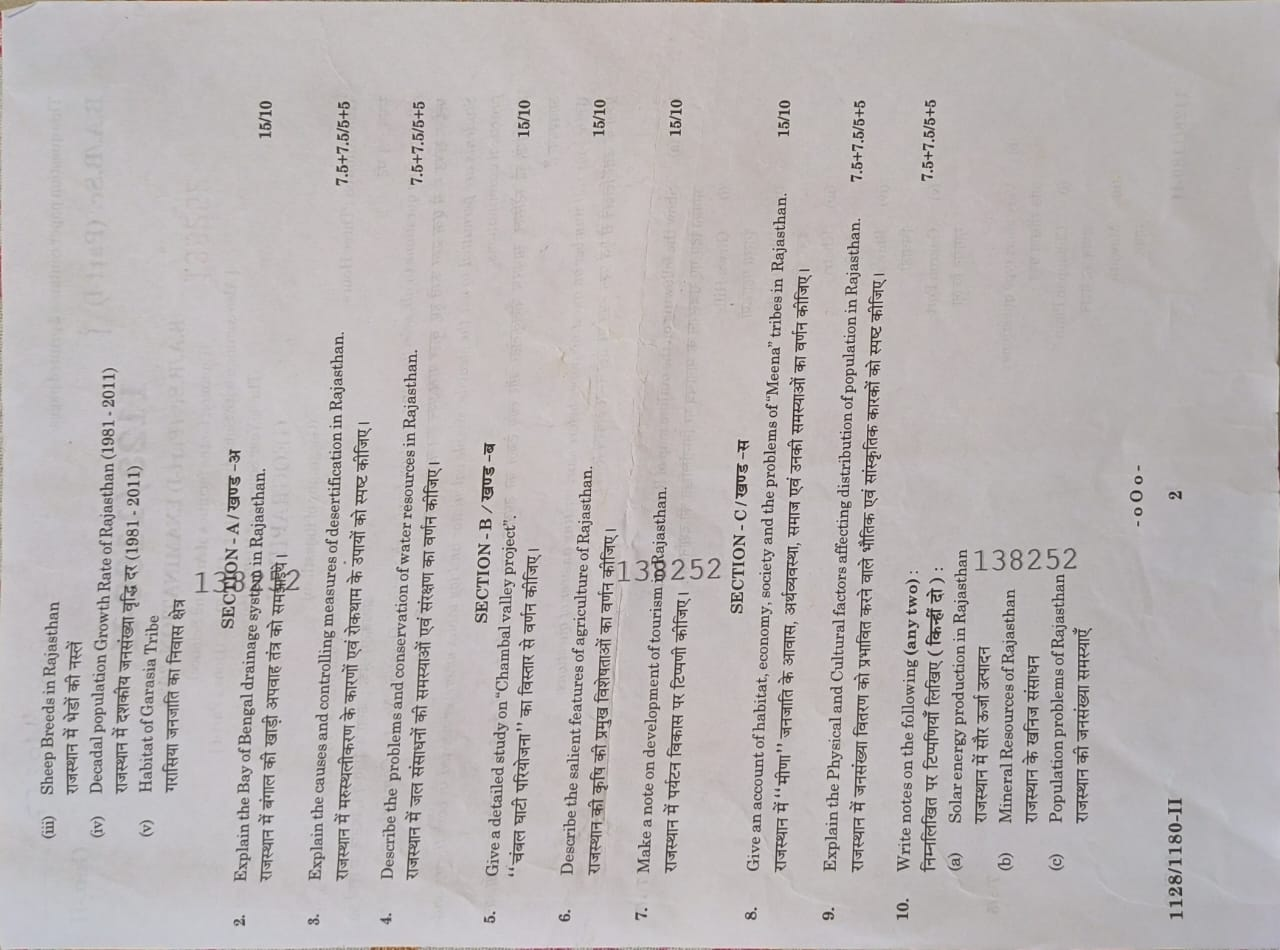 (iii) Sheep Breeds in Rajasthan
राजस्थान में भेडों की नस्लें
(iv) Decadal population Growth Rate of Rajasthan (1981 - 2011)
राजस्थान में दशकीय जनसंख्या वृद्धि दर (1981 - 2011)
(v) Habitat of Garasia Tribe
गरासिया जनजाति का निवास क्षेत्र
138252
SECTION - A / खण्ड -अ
2. Explain the Bay of Bengal drainage system in Rajasthan. 15/10
राजस्थान में बंगाल की खाड़ी अपवाह तंत्र को समझाइये।
3. Explain the causes and controlling measures of desertification in Rajasthan. 7.5+7.5/5+5
राजस्थान में मरुस्थलीकरण के कारणों एवं रोकथाम के उपायों को स्पष्ट कीजिए।
4. Describe the problems and conservation of water resources in Rajasthan. 7.5+7.5/5+5
राजस्थान में जल संसाधनों की समस्याओं एवं संरक्षण का वर्णन कीजिए।
SECTION - B / खण्ड -ब
5. Give a detailed study on "Chambal valley project". 15/10
''चंबल घाटी परियोजना'' का विस्तार से वर्णन कीजिए।
6. Describe the salient features of agriculture of Rajasthan. 15/10
राजस्थान की कृषि की प्रमुख विशेषताओं का वर्णन कीजिए।
138252
7. Make a note on development of tourism in Rajasthan. 15/10
राजस्थान में पर्यटन विकास पर टिप्पणी कीजिए।
SECTION - C / खण्ड -स
8. Give an account of habitat, economy, society and the problems of "Meena" tribes in Rajasthan. 15/10
राजस्थान में ''मीणा'' जनजाति के आवास, अर्थव्यवस्था, समाज एवं उनकी समस्याओं का वर्णन कीजिए।
9. Explain the Physical and Cultural factors affecting distribution of population in Rajasthan. 7.5+7.5/5+5
राजस्थान में जनसंख्या वितरण को प्रभावित करने वाले भौतिक एवं सांस्कृतिक कारकों को स्पष्ट कीजिए।
10. Write notes on the following (any two) : 7.5+7.5/5+5
निम्नलिखित पर टिप्पणियाँ लिखिए ( किन्हीं दो ) :
(a) Solar energy production in Rajasthan
राजस्थान में सौर ऊर्जा उत्पादन
138252
(b) Mineral Resources of Rajasthan
राजस्थान के खनिज संसाधन
(c) Population problems of Rajasthan
राजस्थान की जनसंख्या समस्याएँ
- o O o -
1128/1180-II 2